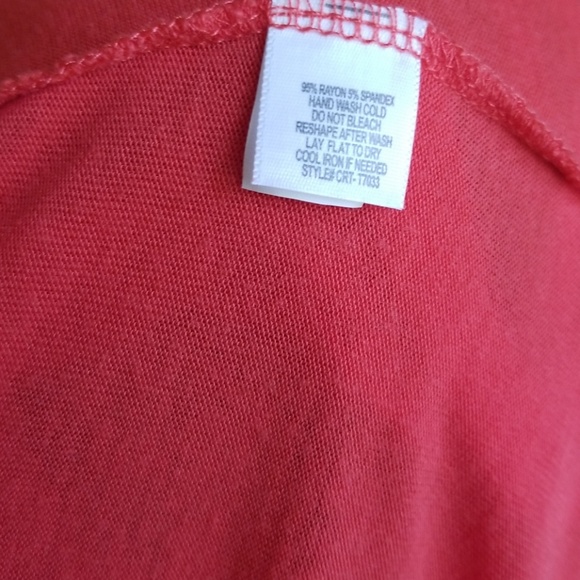 95% RAYON 5% SPANDEX
HAND WASH COLD
DO NOT BLEACH
RESHAPE AFTER WASH
LAY FLAT TO DRY
COOL IRON IF NEEDED
STYLE# CRT- T7033